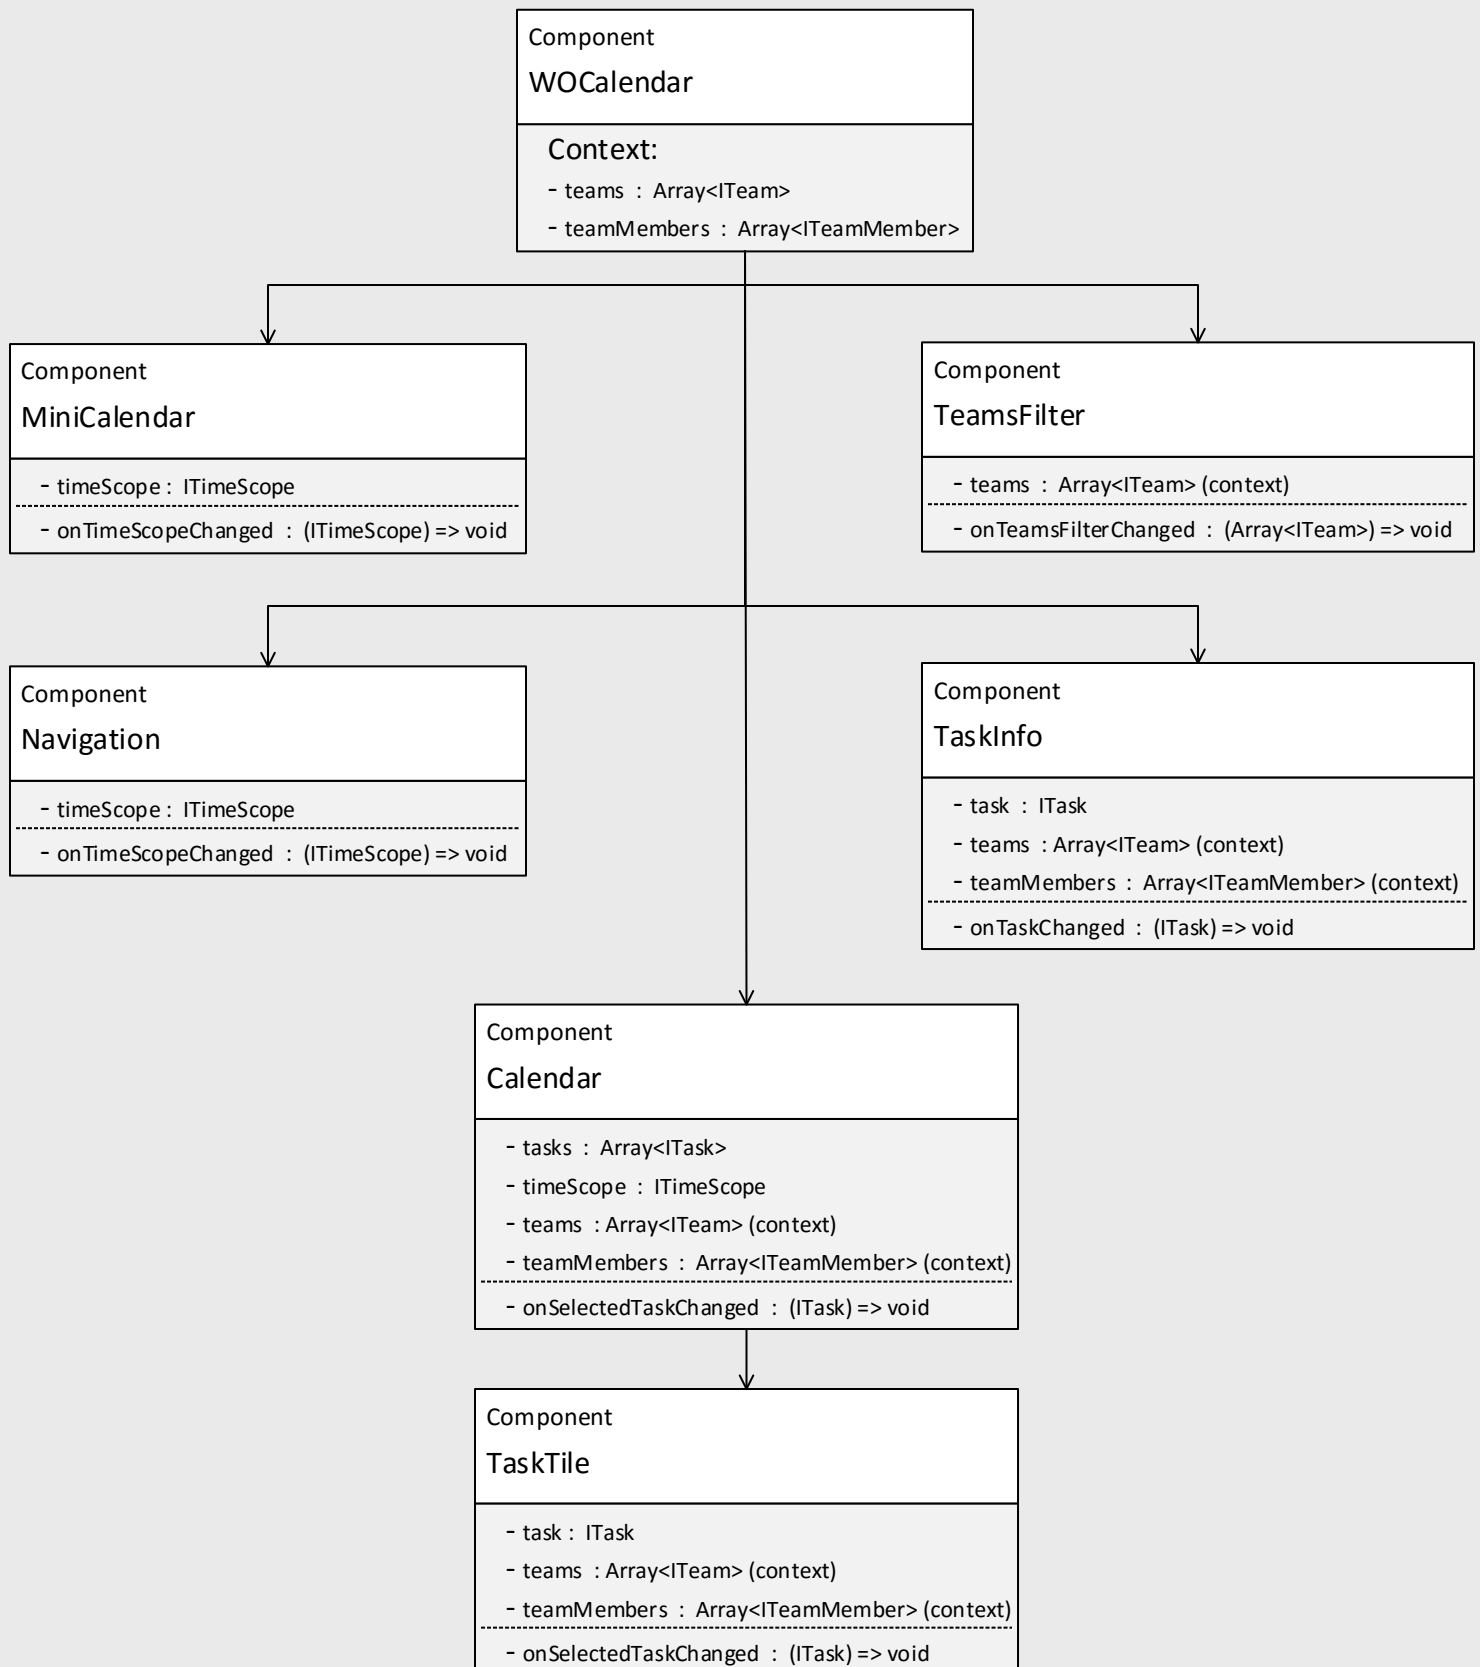 Component
WOCalendar
Context:
- teams : Array<ITeam>
- teamMembers : Array<ITeamMember>
Component
MiniCalendar
- timeScope : ITimeScope
- onTimeScopeChanged : (ITimeScope) => void
Component
TeamsFilter
- teams : Array<ITeam> (context)
- onTeamsFilterChanged : (Array<ITeam>) => void
Component
Navigation
- timeScope : ITimeScope
- onTimeScopeChanged : (ITimeScope) => void
Component
TaskInfo
- task : ITask
- teams : Array<ITeam> (context)
- teamMembers : Array<ITeamMember> (context)
- onTaskChanged : (ITask) => void
Component
Calendar
- tasks : Array<ITask>
- timeScope : ITimeScope
- teams : Array<ITeam> (context)
- teamMembers : Array<ITeamMember> (context)
- onSelectedTaskChanged : (ITask) => void
Component
TaskTile
- task : ITask
- teams : Array<ITeam> (context)
- teamMembers : Array<ITeamMember> (context)
- onSelectedTaskChanged : (ITask) => void